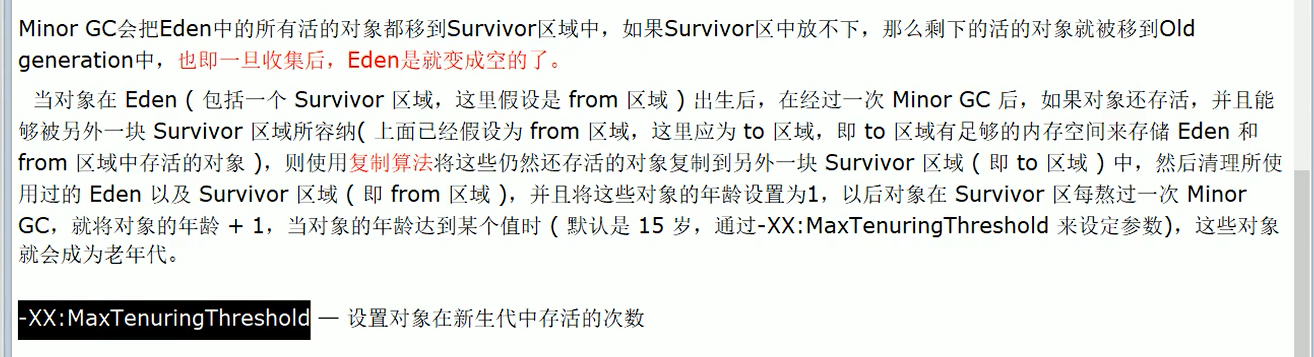 Minor GC会把Eden中的所有活的对象都移到Survivor区域中，如果Survivor区中放不下，那么剩下的活的对象就被移到Old
generation中，也即一旦收集后，Eden是就变成空的了。
当对象在 Eden ( 包括一个 Survivor 区域，这里假设是 from 区域 ) 出生后，在经过一次 Minor GC 后，如果对象还存活，并且能
够被另外一块 Survivor 区域所容纳( 上面已经假设为 from 区域，这里应为 to 区域，即 to 区域有足够的内存空间来存储 Eden 和
from 区域中存活的对象 )，则使用复制算法将这些仍然还存活的对象复制到另外一块 Survivor 区域 ( 即 to 区域 ) 中，然后清理所使
用过的 Eden 以及 Survivor 区域 ( 即 from 区域 )，并且将这些对象的年龄设置为1，以后对象在 Survivor 区每熬过一次 Minor
GC，就将对象的年龄 + 1，当对象的年龄达到某个值时 ( 默认是 15 岁，通过-XX:MaxTenuringThreshold 来设定参数)，这些对象
就会成为老年代。
-XX:MaxTenuringThreshold — 设置对象在新生代中存活的次数